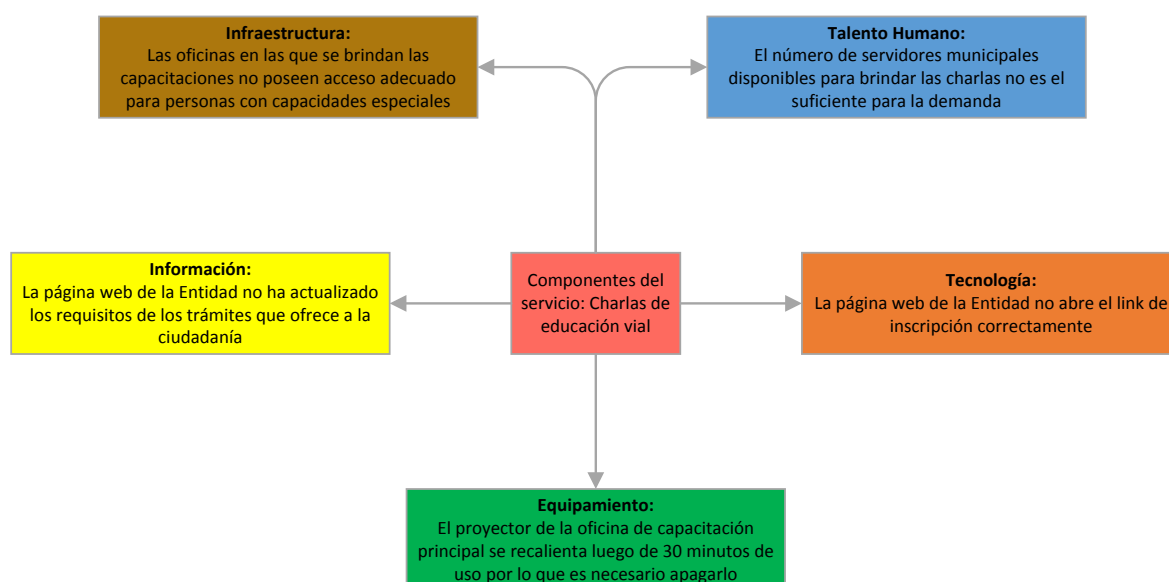 Infraestructura:
Las oficinas en las que se brindan las
capacitaciones no poseen acceso adecuado
para personas con capacidades especiales
Talento Humano:
El número de servidores municipales
disponibles para brindar las charlas no es el
suficiente para la demanda
Información:
La página web de la Entidad no ha actualizado
los requisitos de los trámites que ofrece a la
ciudadanía
Componentes del
servicio: Charlas de
educación vial
Tecnología:
La página web de la Entidad no abre el link de
inscripción correctamente
Equipamiento:
El proyector de la oficina de capacitación
principal se recalienta luego de 30 minutos de
uso por lo que es necesario apagarlo